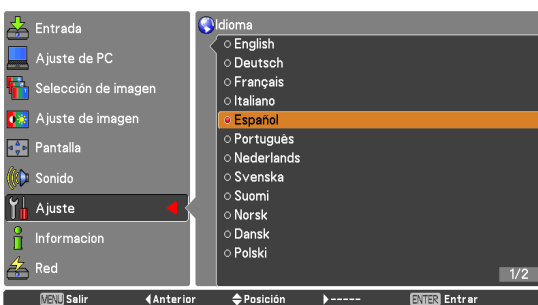 Entrada
Ajuste de PC
Selección de imagen
Ajuste de imagen
Pantalla
Sonido
Ajuste
Informacion
Red
Idioma
English
Deutsch
Français
Italiano
Español
Português
Nederlands
Svenska
Suomi
Norsk
Dansk
Polski
1/2
MENU Salir Anterior Posición ----- ENTER Entrar